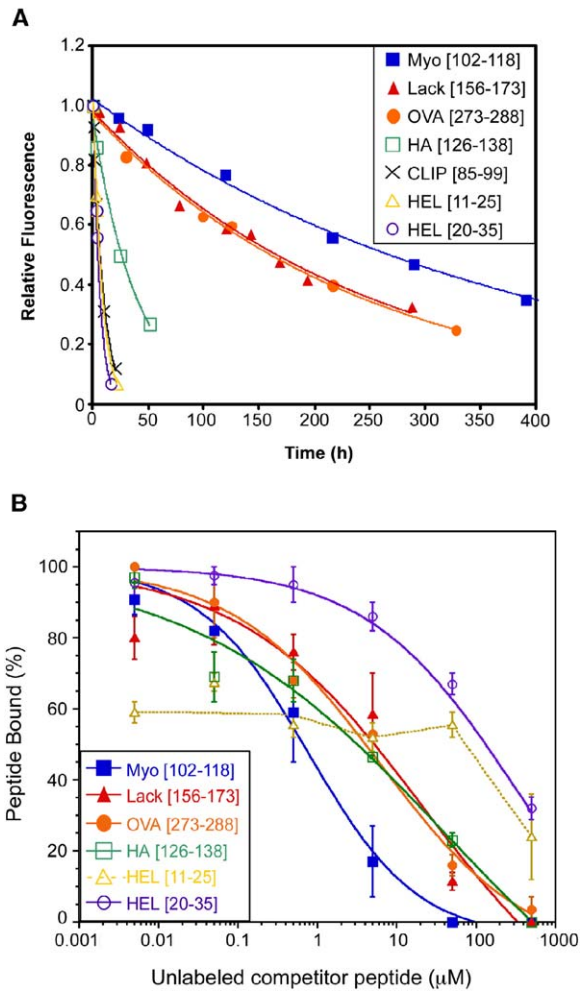 A
1.2
1.0
0.8
0.6
0.4
0.2
0
Relative Fluorescence
0
50
100
150
200
250
300
350
400
Time (h)
Myo [102-118]
Lack [156-173]
OVA [273-288]
HA [126-138]
CLIP [85-99]
HEL [11-25]
HEL [20-35]
B
100
80
60
40
20
0
Peptide Bound (%)
Myo [102-118]
Lack [156-173]
OVA [273-288]
HA [126-138]
HEL [11-25]
HEL [20-35]
0.001
0.01
0.1
1
10
100
1000
Unlabeled competitor peptide (µM)